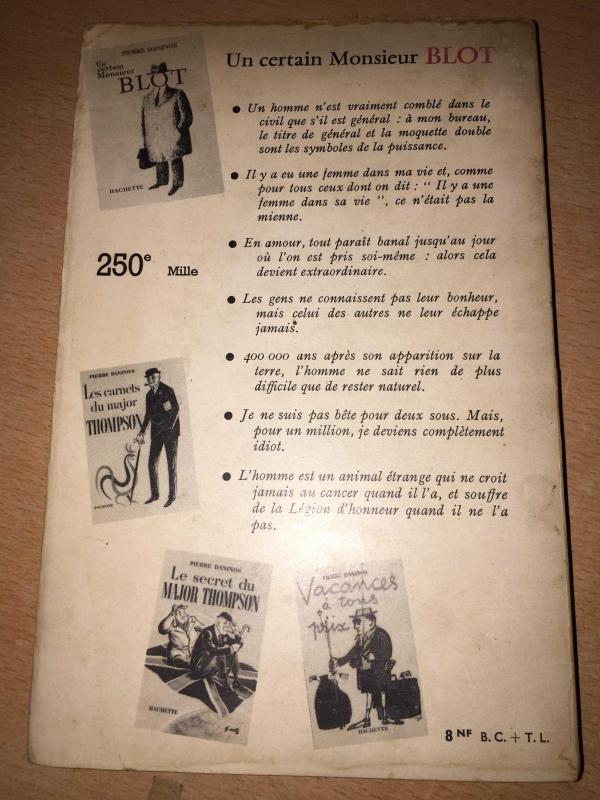 PIERRE DANINOS
Un
certain
Monsieur
BLOT
HACHETTE
Un certain Monsieur BLOT
● Un homme n'est vraiment comblé dans le
civil que s'il est général : à mon bureau,
le titre de général et la moquette double
sont les symboles de la puissance.
● Il y a eu une femme dans ma vie et, comme
pour tous ceux dont on dit : “ Il y a une
femme dans sa vie ”, ce n'était pas la
mienne.
● En amour, tout paraît banal jusqu'au jour
où l'on est pris soi-même : alors cela
devient extraordinaire.
● Les gens ne connaissent pas leur bonheur,
mais celui des autres ne leur échappe
jamais.
● 400 000 ans après son apparition sur la
terre, l'homme ne sait rien de plus
difficile que de rester naturel.
● Je ne suis pas bête pour deux sous. Mais,
pour un million, je deviens complètement
idiot.
● L'homme est un animal étrange qui ne croit
jamais au cancer quand il l'a, et souffre
de la Légion d'honneur quand il ne l'a
pas.
250e Mille
PIERRE DANINOS
Les carnets
du major
THOMPSON
HACHETTE
PIERRE DANINOS
Le secret du
MAJOR THOMPSON
HACHETTE
PIERRE DANINOS
Vacances
à tous
prix
HACHETTE
8 NF B.C. + T.L.